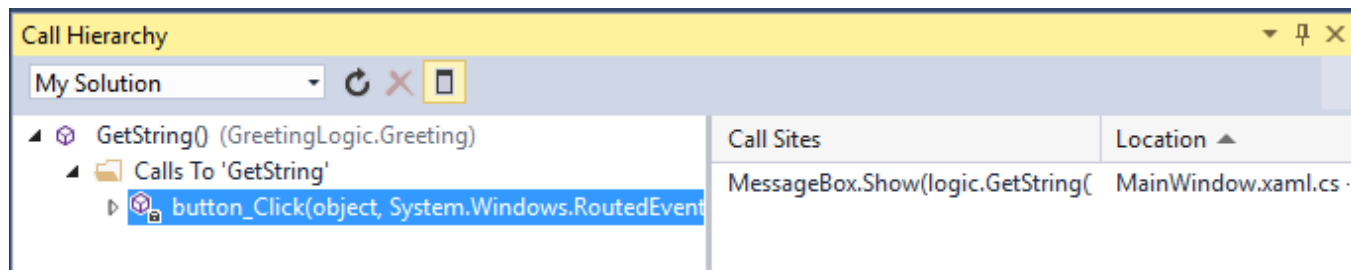 Call Hierarchy
My Solution
GetString() (GreetingLogic.Greeting)
Calls To 'GetString'
button_Click(object, System.Windows.RoutedEvent
Call Sites Location
MessageBox.Show(logic.GetString( MainWindow.xaml.cs -